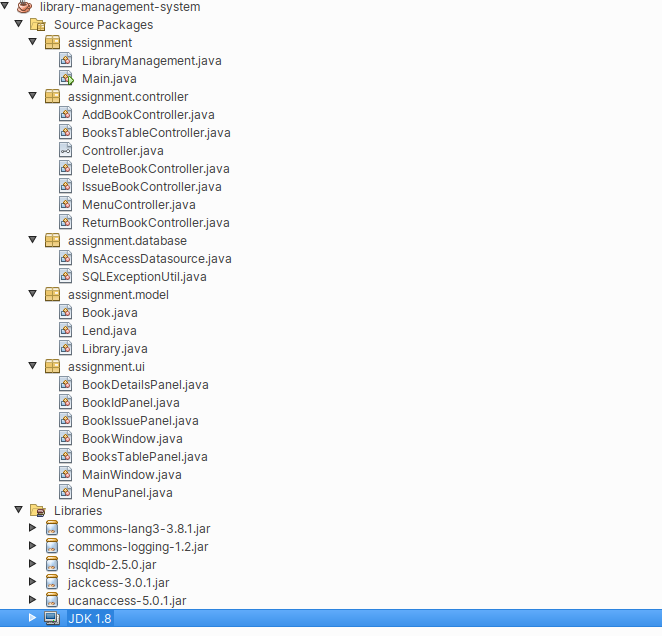 library-management-system
Source Packages
assignment
LibraryManagement.java
Main.java
assignment.controller
AddBookController.java
BooksTableController.java
Controller.java
DeleteBookController.java
IssueBookController.java
MenuController.java
ReturnBookController.java
assignment.database
MsAccessDatasource.java
SQLExceptionUtil.java
assignment.model
Book.java
Lend.java
Library.java
assignment.ui
BookDetailsPanel.java
BookIdPanel.java
BookIssuePanel.java
BookWindow.java
BooksTablePanel.java
MainWindow.java
MenuPanel.java
Libraries
commons-lang3-3.8.1.jar
commons-logging-1.2.jar
hsqldb-2.5.0.jar
jackcess-3.0.1.jar
ucanaccess-5.0.1.jar
JDK 1.8